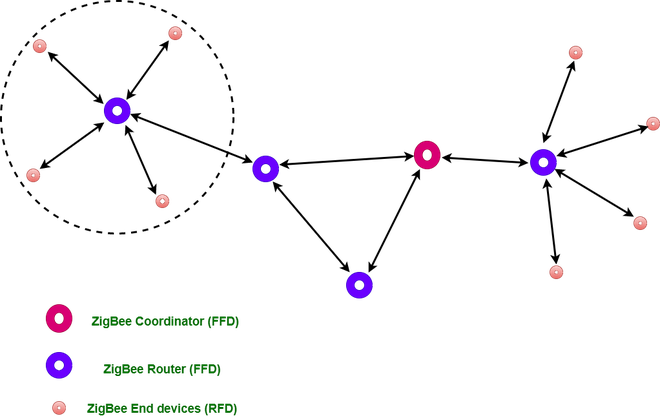 ZigBee Coordinator (FFD)
ZigBee Router (FFD)
ZigBee End devices (RFD)